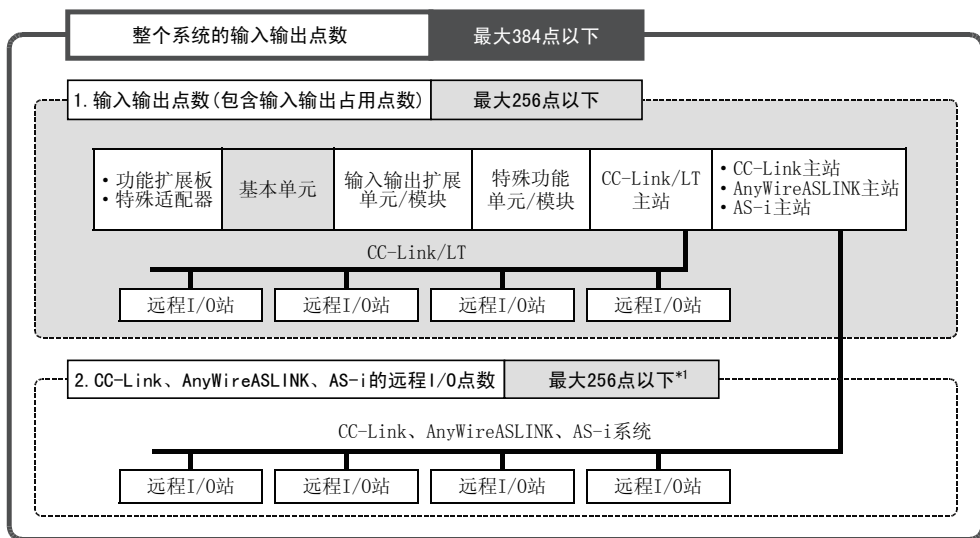 整个系统的输入输出点数 最大384点以下
1.输入输出点数(包含输入输出占用点数) 最大256点以下
・功能扩展板
・特殊适配器
基本单元
输入输出扩展
单元/模块
特殊功能
单元/模块
CC-Link/LT
主站
・CC-Link主站
・AnyWireASLINK主站
・AS-i主站
CC-Link/LT
远程I/O站 远程I/O站 远程I/O站 远程I/O站
2.CC-Link、AnyWireASLINK、AS-i的远程I/O点数 最大256点以下*1
CC-Link、AnyWireASLINK、AS-i系统
远程I/O站 远程I/O站 远程I/O站 远程I/O站